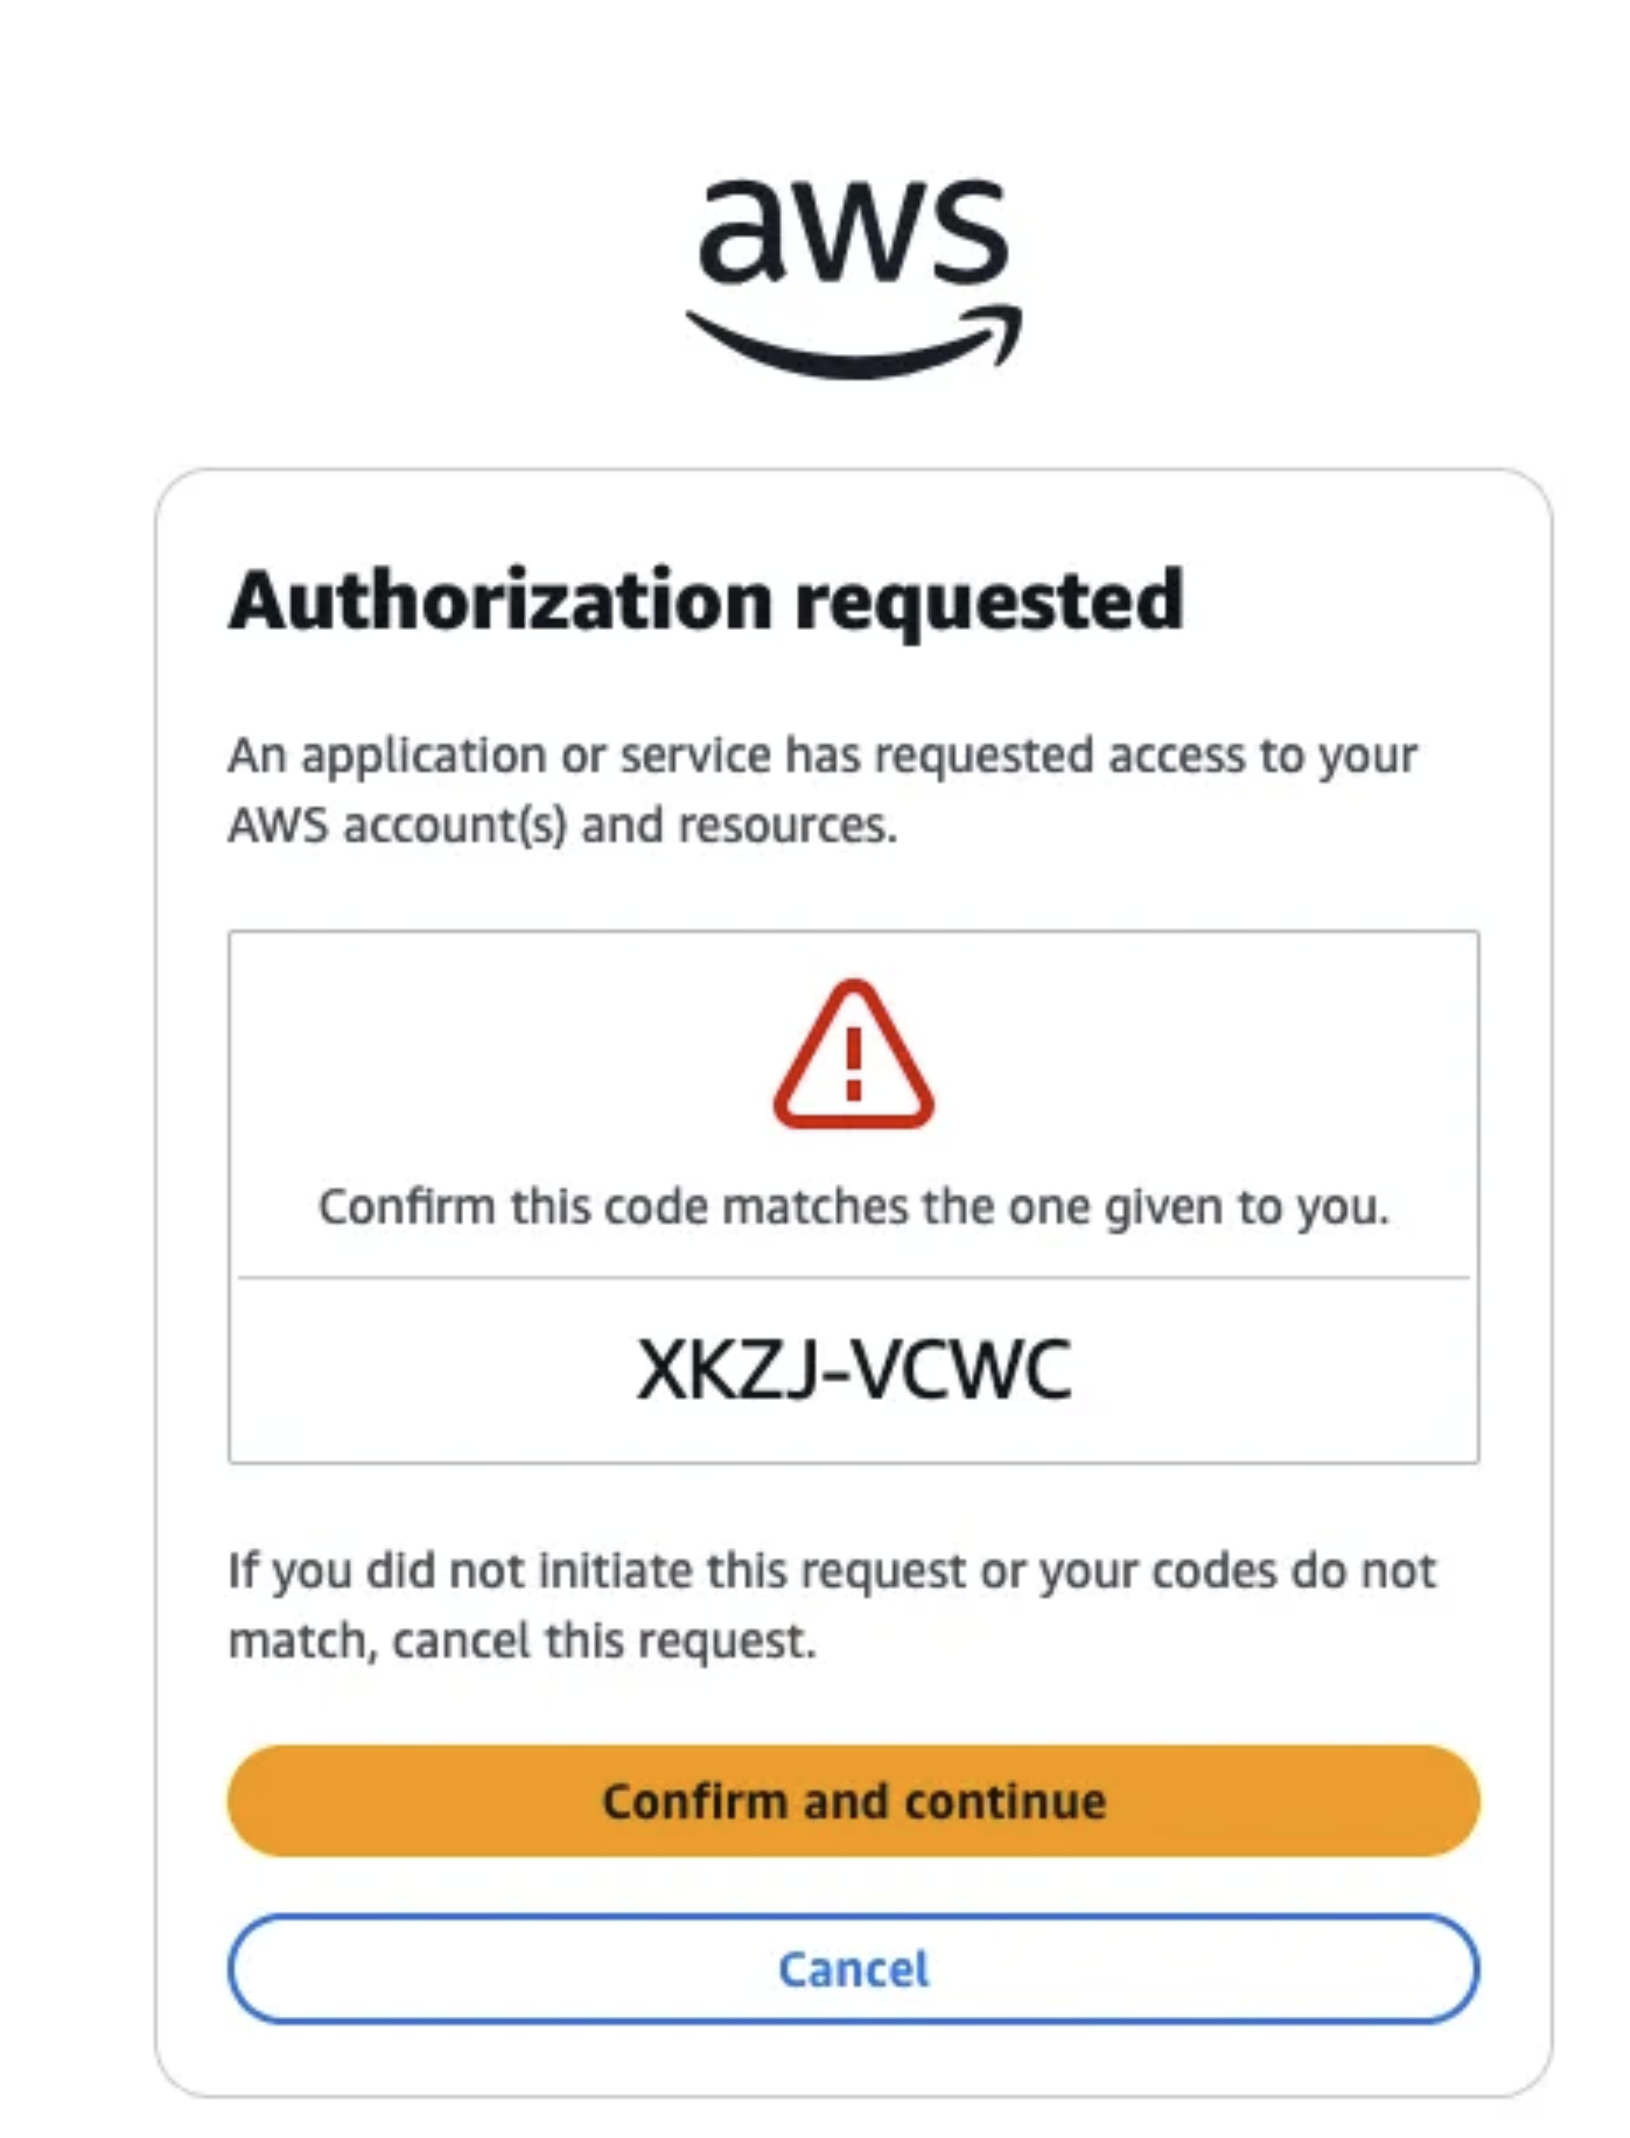 aws
Authorization requested
An application or service has requested access to your
AWS account(s) and resources.
Confirm this code matches the one given to you.
XKZJ-VCWC
If you did not initiate this request or your codes do not
match, cancel this request.
Confirm and continue
Cancel